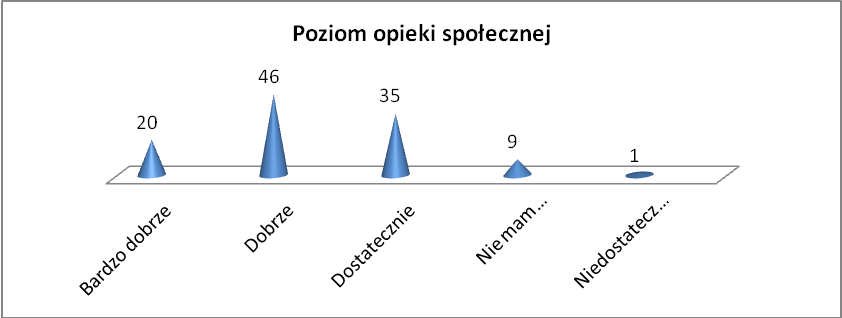 Poziom opieki społecznej
20
46
35
9
1
Bardzo dobrze
Dobrze
Dostatecznie
Nie mam...
Niedostatecz...